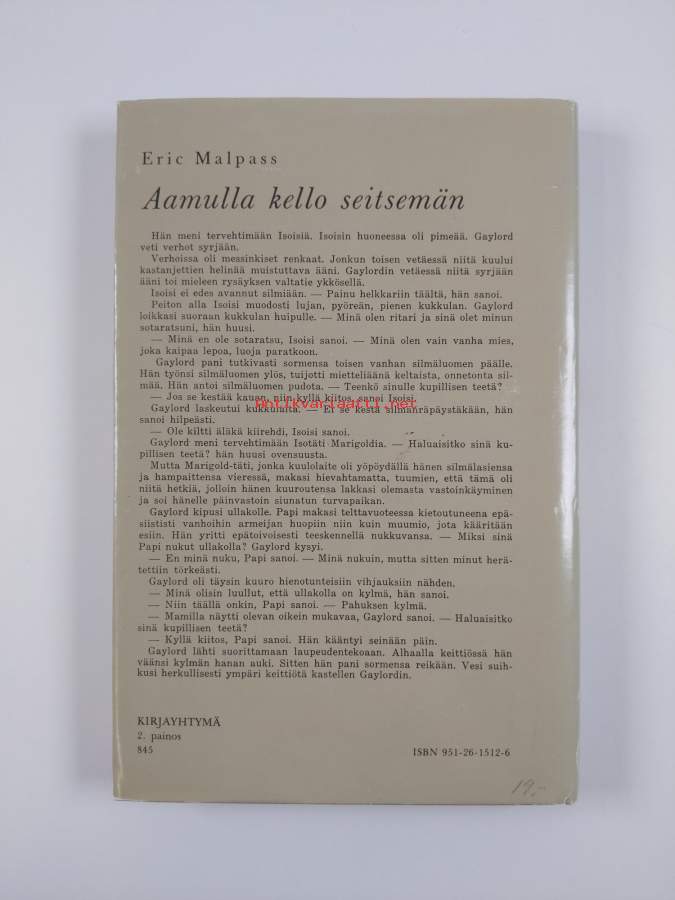 Eric Malpass
Aamulla kello seitsemän
Hän meni tervehtimään Isoisiä. Isoisin huoneessa oli pimeää. Gaylord
veti verhot syrjään.
Verhoissa oli messinkiset renkaat. Jonkun toisen vetäessä niitä kuului
kastanjettien helinää muistuttava ääni. Gaylordin vetäessä niitä syrjään
ääni toi mieleen rysäyksen valtatie ykkösellä.
Isoisi ei edes avannut silmiään. — Painu helkkariin täältä, hän sanoi.
Peiton alla Isoisi muodosti lujan, pyöreän, pienen kukkulan. Gaylord
loikkasi suoraan kukkulan huipulle. — Minä olen ritari ja sinä olet minun
sotaratsuni, hän huusi.
— Minä en ole sotaratsu, Isoisi sanoi. — Minä olen vain vanha mies,
joka kaipaa lepoa, luoja paratkoon.
Gaylord pani tutkivasti sormensa toisen vanhan silmäluomen päälle.
Hän työnsi silmäluomen ylös, tuijotti mietteliäänä keltaista, onnetonta sil-
mää. Hän antoi silmäluomen pudota. — Teenkö sinulle kupillisen teetä?
— Jos se kestää kauan, niin kyllä kiitos, sanoi Isoisi.
antikvariaatti.net
Gaylord laskeutui kukkulalta. — Ei se kestä silmänräpäystäkään, hän
sanoi hilpeästi.
— Ole kiltti äläkä kiirehdi, Isoisi sanoi.
Gaylord meni tervehtimään Isotäti Marigoldia. — Haluaisitko sinä ku-
pillisen teetä? hän huusi ovensuusta.
Mutta Marigold-täti, jonka kuulolaite oli yöpöydällä hänen silmälasiensa
ja hampaittensa vieressä, makasi hievahtamatta, tuumien, että tämä oli
niitä hetkiä, jolloin hänen kuuroutensa lakkasi olemasta vastoinkäyminen
ja soi hänelle päinvastoin siunatun turvapaikan.
Gaylord kipusi ullakolle. Papi makasi telttavuoteessa kietoutuneena epä-
siististi vanhoihin armeijan huopiin niin kuin muumio, jota kääritään
esiin. Hän yritti epätoivoisesti teeskennellä nukkuvansa. — Miksi sinä
Papi nukut ullakolla? Gaylord kysyi.
— En minä nuku, Papi sanoi. — Minä nukuin, mutta sitten minut herä-
tettiin törkeästi.
Gaylord oli täysin kuuro hienotunteisiin vihjauksiin nähden.
— Minä olisin luullut, että ullakolla on kylmä, hän sanoi.
— Niin täällä onkin, Papi sanoi. — Pahuksen kylmä.
— Mamilla näytti olevan oikein mukavaa, Gaylord sanoi. — Haluaisitko
sinä kupillisen teetä?
— Kyllä kiitos, Papi sanoi. Hän kääntyi seinään päin.
Gaylord lähti suorittamaan laupeudentekoaan. Alhaalla keittiössä hän
väänsi kylmän hanan auki. Sitten hän pani sormensa reikään. Vesi suih-
kusi herkullisesti ympäri keittiötä kastellen Gaylordin.
KIRJAYHTYMÄ
2. painos
845
ISBN 951-26-1512-6
19,-